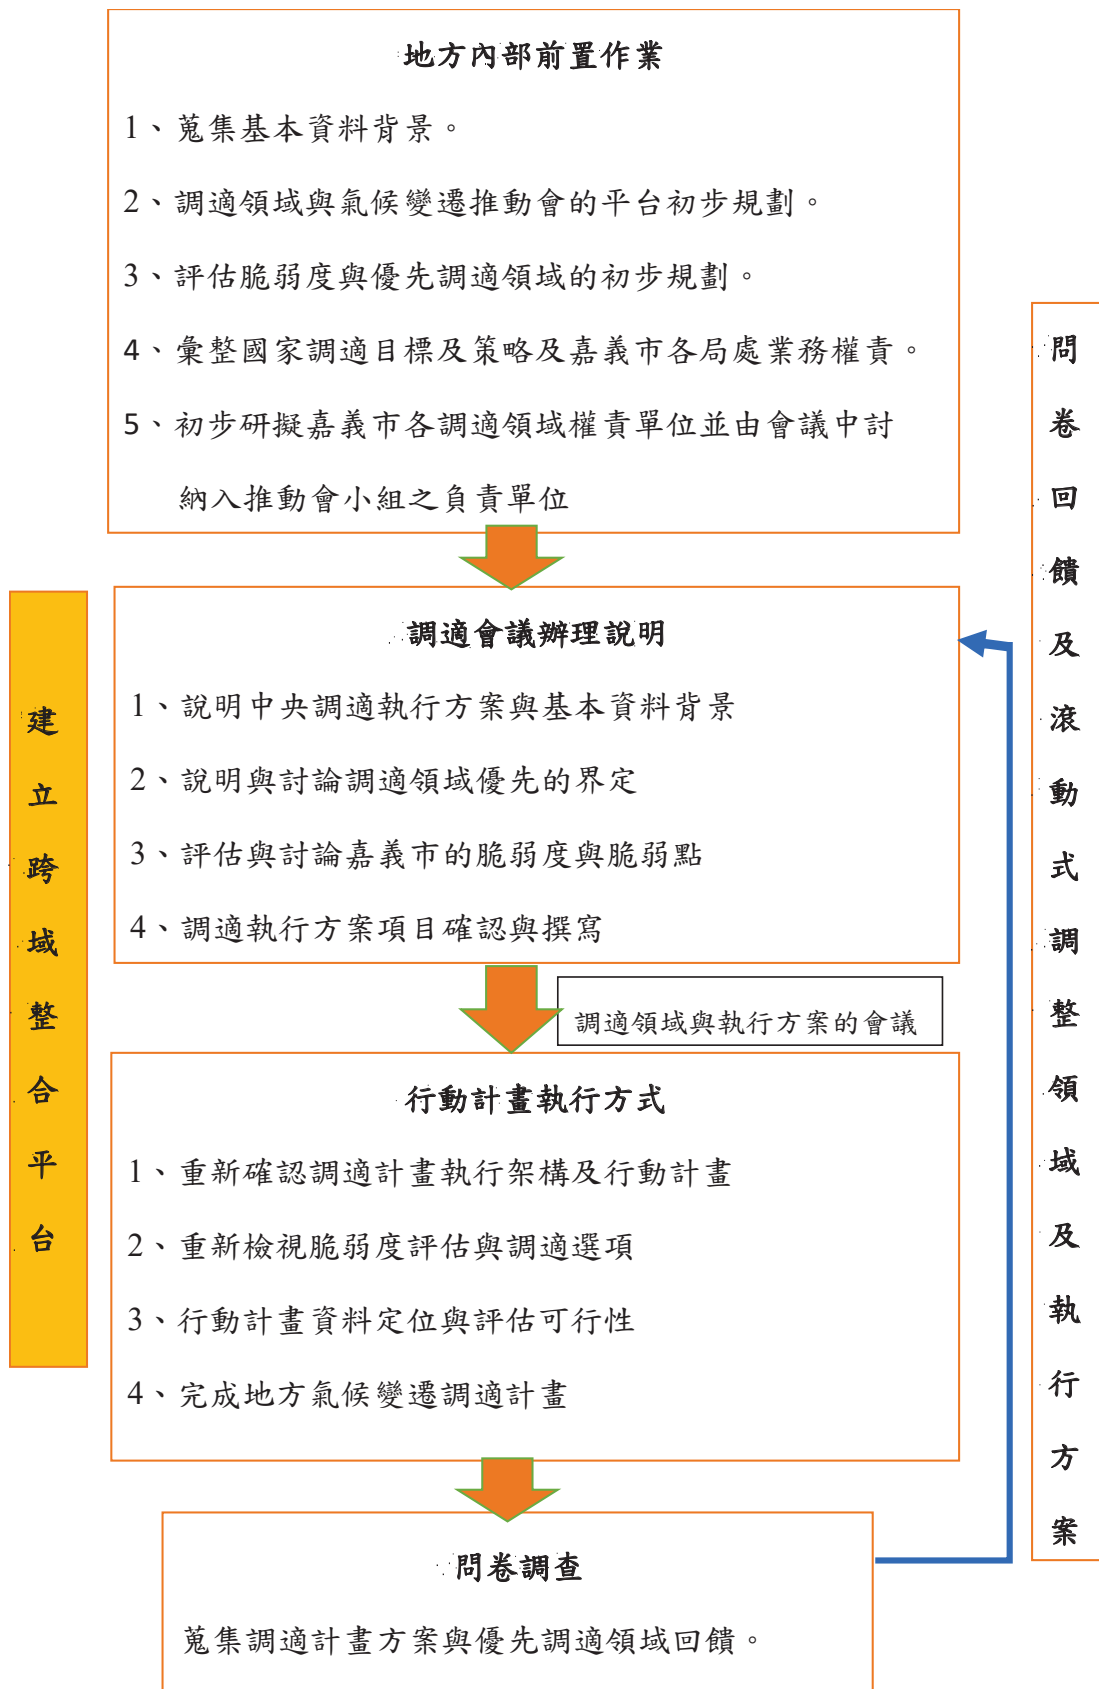 地方內部前置作業
1、蒐集基本資料背景。
2、調適領域與氣候變遷推動會的平台初步規劃。
3、評估脆弱度與優先調適領域的初步規劃。
4、彙整國家調適目標及策略及嘉義市各局處業務權責。
5、初步研擬嘉義市各調適領域權責單位並由會議中討
納入推動會小組之負責單位
調適會議辦理說明
1、說明中央調適執行方案與基本資料背景
2、說明與討論調適領域優先的界定
3、評估與討論嘉義市的脆弱度與脆弱點
4、調適執行方案項目確認與撰寫
調適領域與執行方案的會議
行動計畫執行方式
1、重新確認調適計畫執行架構及行動計畫
2、重新檢視脆弱度評估與調適選項
3、行動計畫資料定位與評估可行性
4、完成地方氣候變遷調適計畫
問卷調查
蒐集調適計畫方案與優先調適領域回饋。
建立跨域整合平台
問卷回饋及滾動式調整領域及執行方案